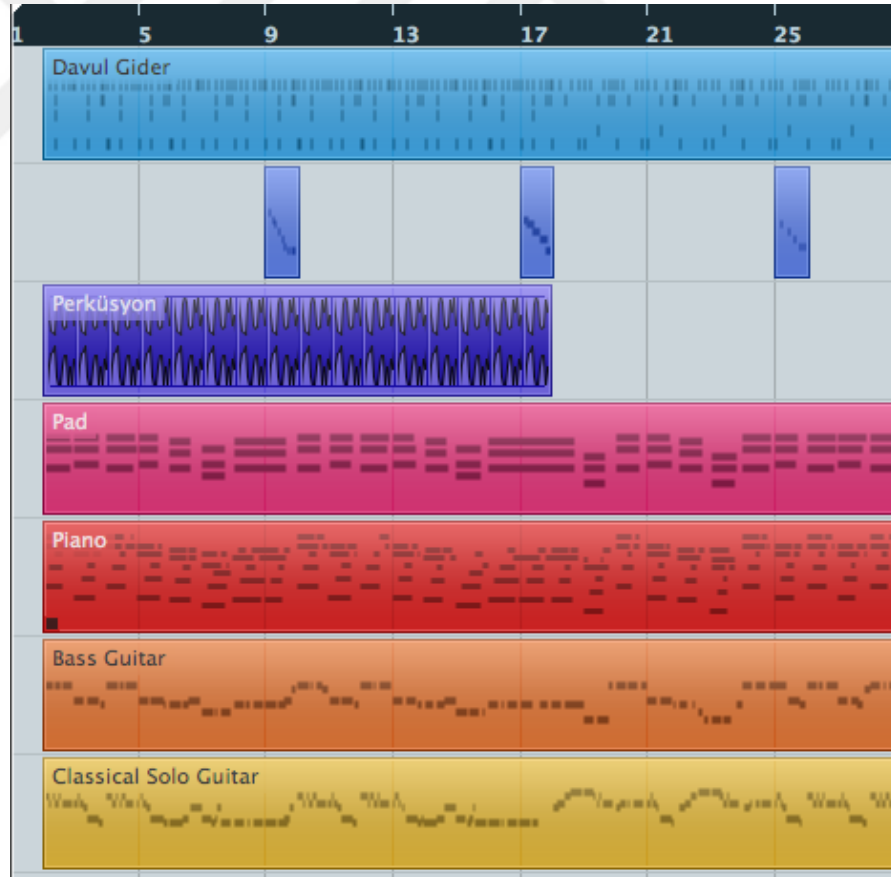 1 5 9 13 17 21 25
Davul Gider
Perküsyon
Pad
Piano
Bass Guitar
Classical Solo Guitar